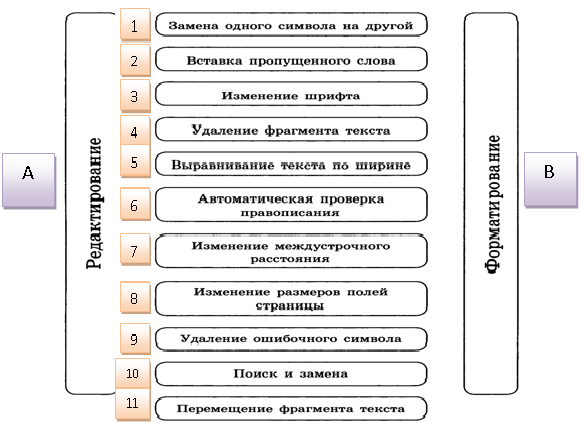 1 Замена одного символа на другой
2 Вставка пропущенного слова
3 Изменение шрифта
4 Удаление фрагмента текста
5 Выравнивание текста по ширине
A
Редактирование
Форматирование
B
6 Автоматическая проверка
правописания
7 Изменение междустрочного
расстояния
8 Изменение размеров полей
страницы
9 Удаление ошибочного символа
10 Поиск и замена
11 Перемещение фрагмента текста